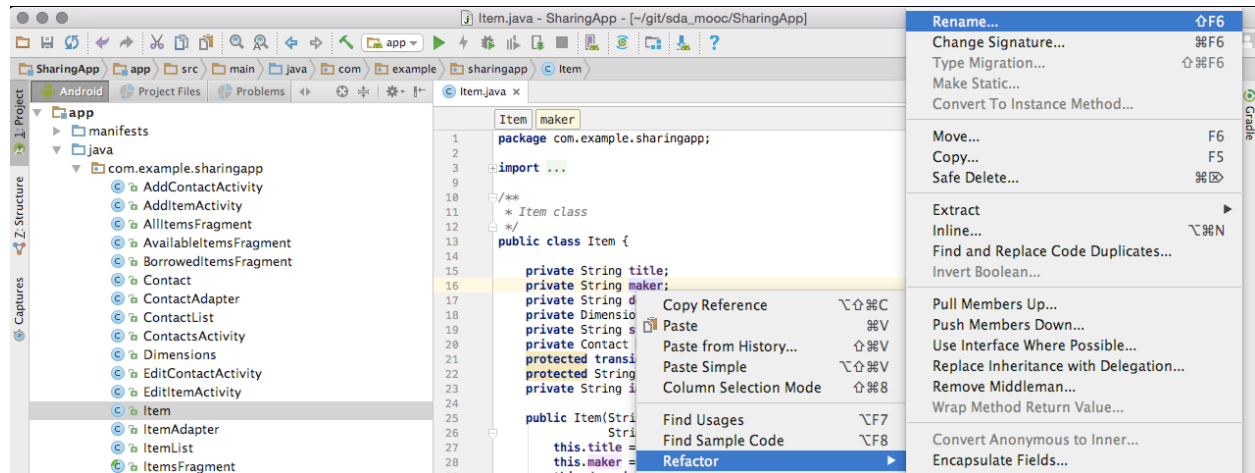 Item.java - SharingApp - [~/git/sda_mooc/SharingApp]
app
SharingApp app src main java com example sharingapp Item
Android Project Files Problems
Item.java
1: Project
Z: Structure
Captures
Gradle
app
manifests
java
com.example.sharingapp
AddContactActivity
AddItemActivity
AllItemsFragment
AvailableItemsFragment
BorrowedItemsFragment
Contact
ContactAdapter
ContactList
ContactsActivity
Dimensions
EditContactActivity
EditItemActivity
Item
ItemAdapter
ItemList
ItemsFragment
Item maker
1 package com.example.sharingapp;
2
3 import ...
9
10 /**
11 * Item class
12 */
13 public class Item {
14
15 private String title;
16 private String maker;
17 private String d
18 private Dimensio
19 private String s
20 private Contact
21 protected transi
22 protected String
23 private String i
24
25 public Item(Stri
26 Stri
27 this.title =
28 this.maker =
Copy Reference ⌥⇧⌘C
Paste ⌘V
Paste from History... ⇧⌘V
Paste Simple ⌥⇧⌘V
Column Selection Mode ⇧⌘8
Find Usages ⌥F7
Find Sample Code ⌥F8
Refactor
Rename... ⇧F6
Change Signature... ⌘F6
Type Migration... ⇧⌘F6
Make Static...
Convert To Instance Method...
Move... F6
Copy... F5
Safe Delete... ⌘⌦
Extract
Inline... ⌥⌘N
Find and Replace Code Duplicates...
Invert Boolean...
Pull Members Up...
Push Members Down...
Use Interface Where Possible...
Replace Inheritance with Delegation...
Remove Middleman...
Wrap Method Return Value...
Convert Anonymous to Inner...
Encapsulate Fields...